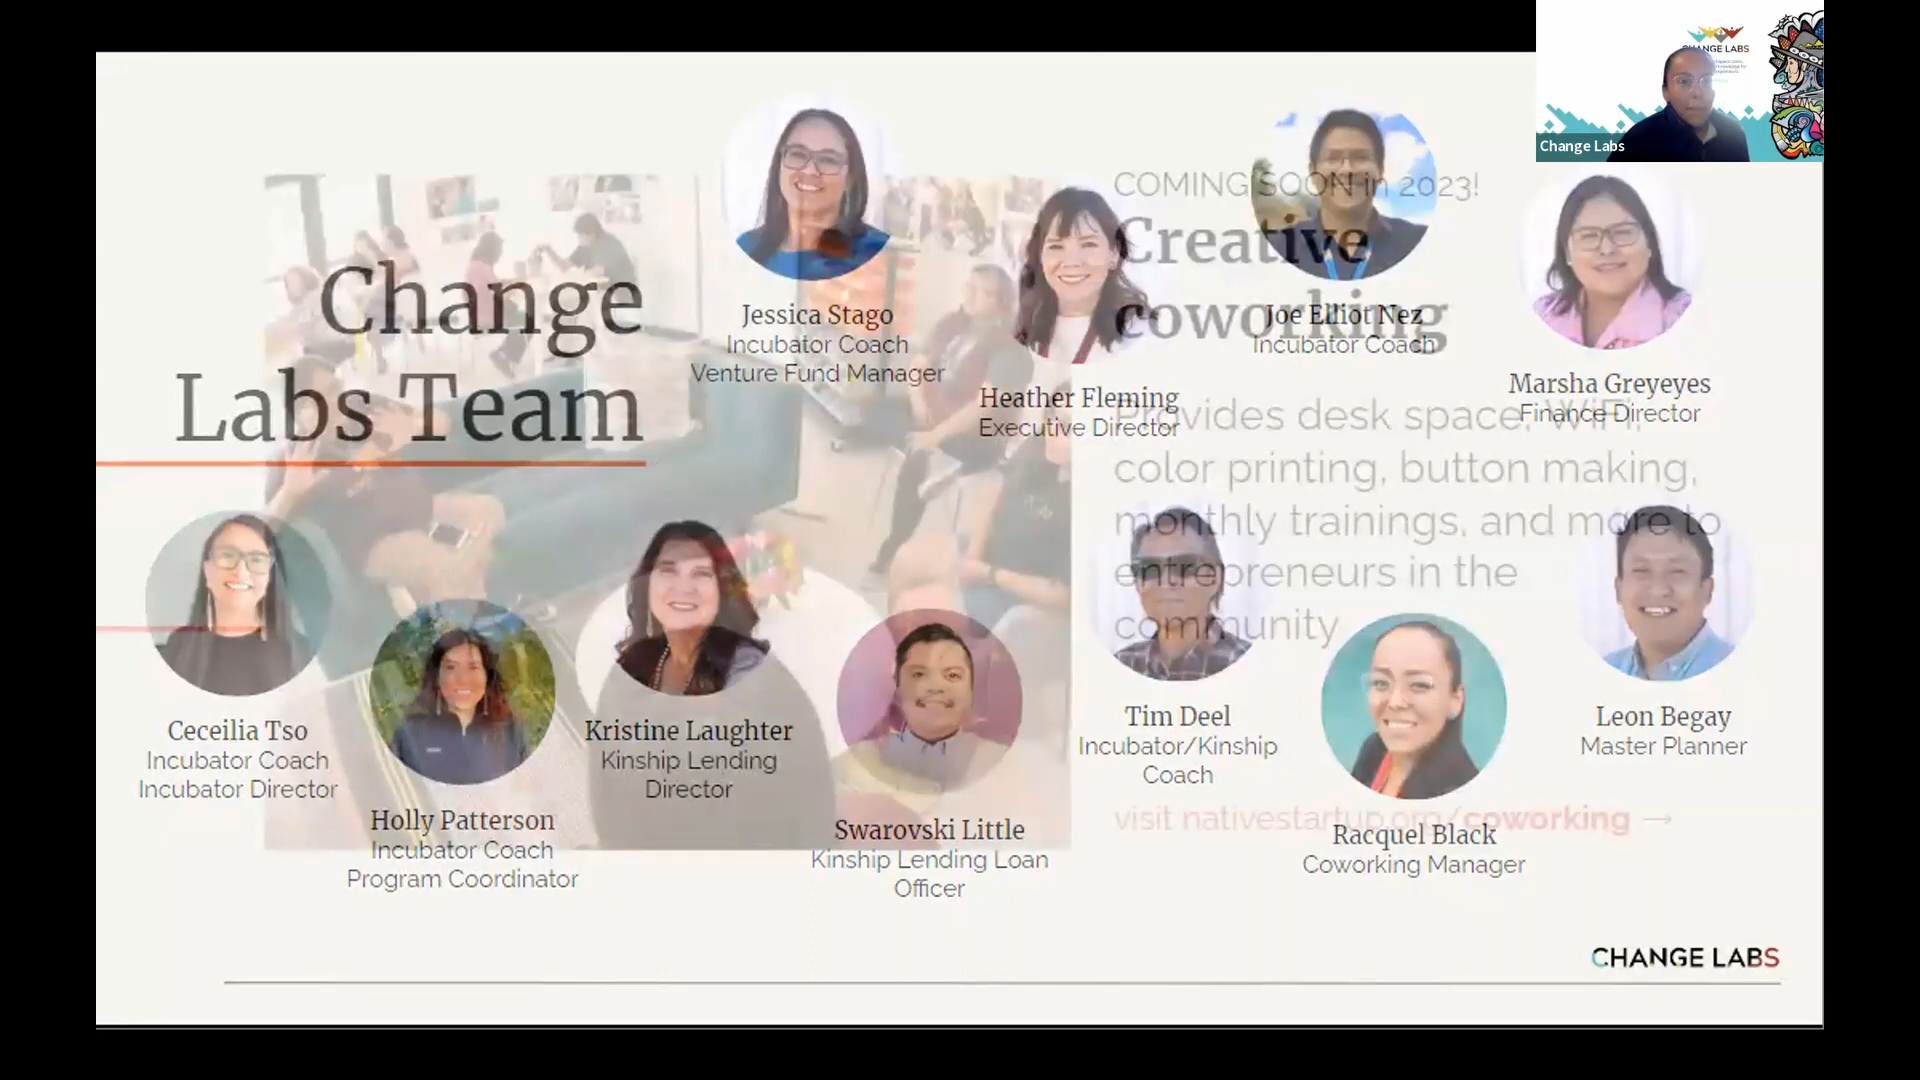 CHANGE LABS
Change Labs
Change
Labs Team
Jessica Stago
Incubator Coach
Venture Fund Manager
Heather Fleming
Executive Director
Joe Elliot Nez
Incubator Coach
Marsha Greyeyes
Finance Director
COMING SOON in 2023!
Creative
coworking
Provides desk space, WiFi,
color printing, button making,
monthly trainings, and more to
entrepreneurs in the
community
visit nativestartup.org/coworking →
Ceceilia Tso
Incubator Coach
Incubator Director
Holly Patterson
Incubator Coach
Program Coordinator
Kristine Laughter
Kinship Lending
Director
Swarovski Little
Kinship Lending Loan
Officer
Tim Deel
Incubator/Kinship
Coach
Racquel Black
Coworking Manager
Leon Begay
Master Planner
CHANGE LABS